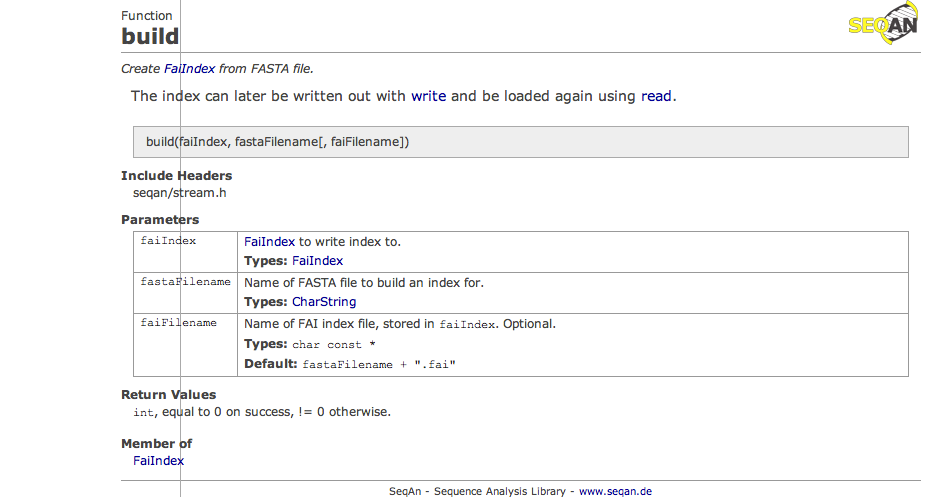 Function
build
SEQAN
Create FaiIndex from FASTA file.
The index can later be written out with write and be loaded again using read.
build(faiIndex, fastaFilename[, faiFilename])
Include Headers
seqan/stream.h
Parameters
faiIndex
FaiIndex to write index to.
Types: FaiIndex
fastaFilename
Name of FASTA file to build an index for.
Types: CharString
faiFilename
Name of FAI index file, stored in faiIndex. Optional.
Types: char const *
Default: fastaFilename + ".fai"
Return Values
int, equal to 0 on success, != 0 otherwise.
Member of
FaiIndex
SeqAn - Sequence Analysis Library - www.seqan.de